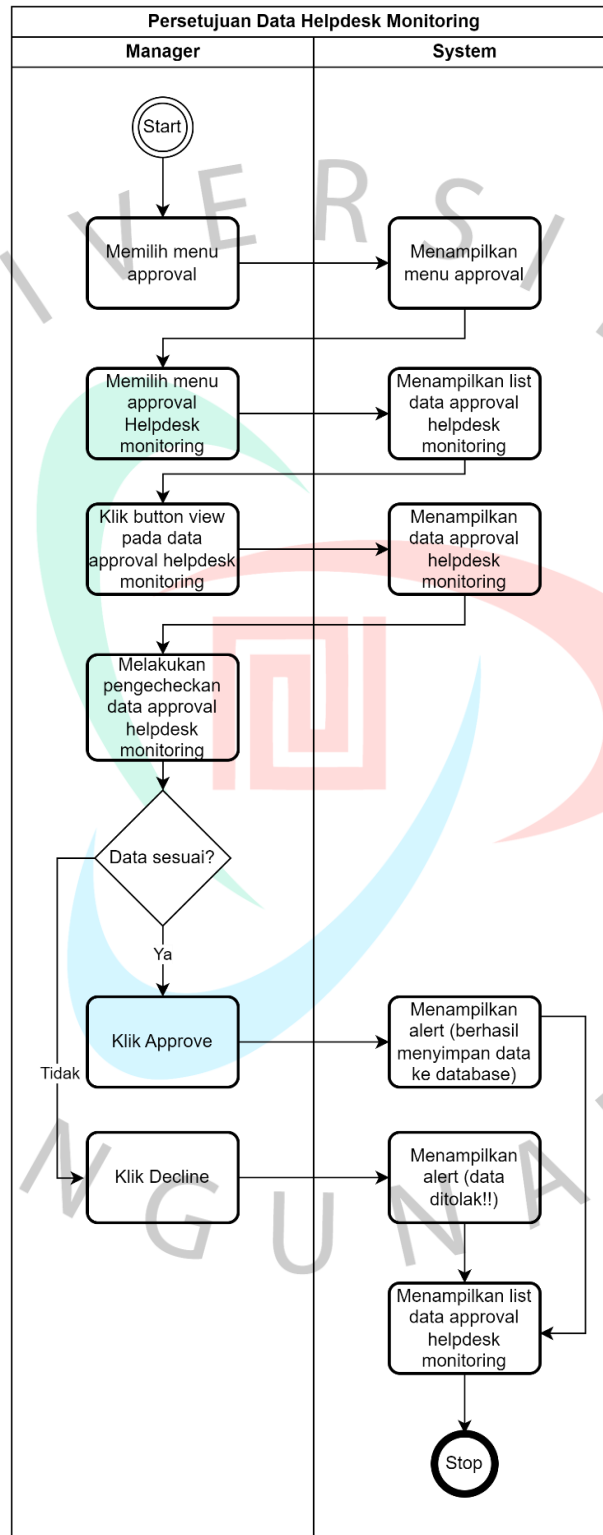 Persetujuan Data Helpdesk Monitoring
Manager
System
Start
Memilih menu
approval
Menampilkan
menu approval
Memilih menu
approval
Helpdesk
monitoring
Menampilkan list
data approval
helpdesk
monitoring
Klik button view
pada data
approval helpdesk
monitoring
Menampilkan
data approval
helpdesk
monitoring
Melakukan
pengecheckan
data approval
helpdesk
monitoring
Data sesuai?
Ya
Tidak
Klik Approve
Menampilkan
alert (berhasil
menyimpan data
ke database)
Klik Decline
Menampilkan
alert (data
ditolak!!)
Menampilkan list
data approval
helpdesk
monitoring
Stop
IVERSI
NGUNA